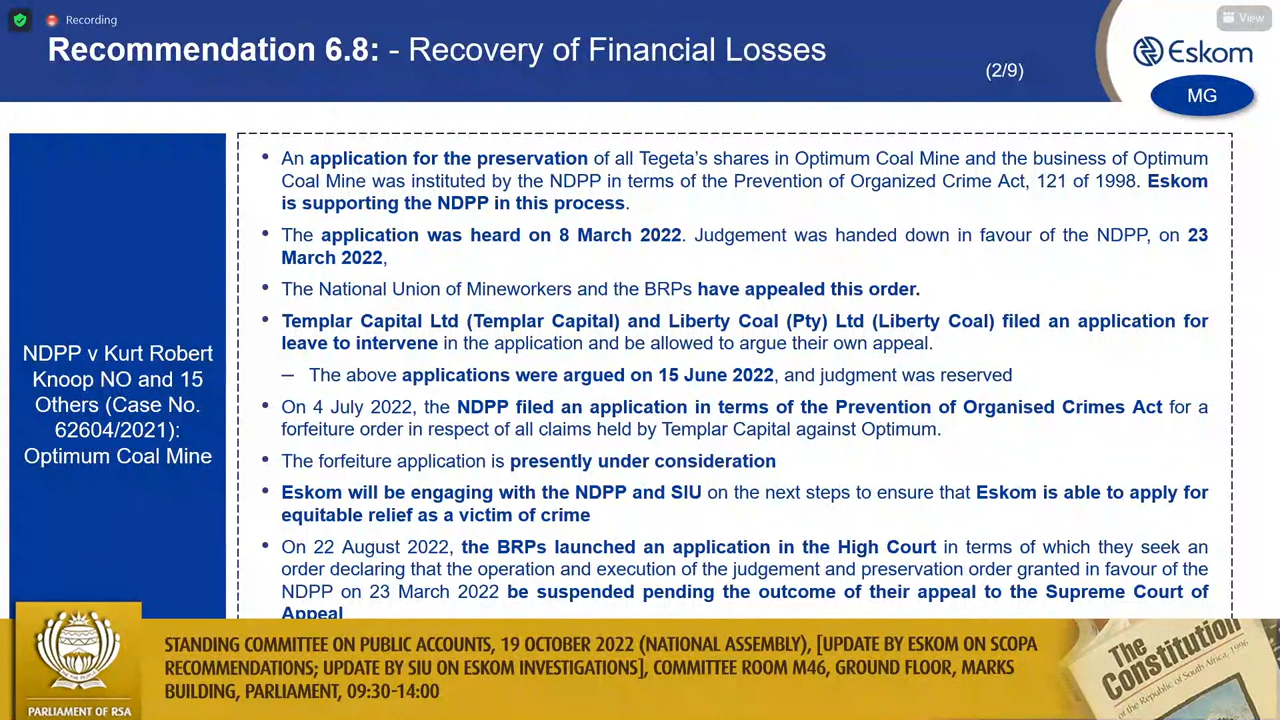 Recording
View
Recommendation 6.8: - Recovery of Financial Losses
(2/9)
Eskom
MG
NDPP v Kurt Robert
Knoop NO and 15
Others (Case No.
62604/2021):
Optimum Coal Mine
• An application for the preservation of all Tegeta's shares in Optimum Coal Mine and the business of Optimum
Coal Mine was instituted by the NDPP in terms of the Prevention of Organized Crime Act, 121 of 1998. Eskom
is supporting the NDPP in this process.
• The application was heard on 8 March 2022. Judgement was handed down in favour of the NDPP, on 23
March 2022,
• The National Union of Mineworkers and the BRPs have appealed this order.
• Templar Capital Ltd (Templar Capital) and Liberty Coal (Pty) Ltd (Liberty Coal) filed an application for
leave to intervene in the application and be allowed to argue their own appeal.
– The above applications were argued on 15 June 2022, and judgment was reserved
• On 4 July 2022, the NDPP filed an application in terms of the Prevention of Organised Crimes Act for a
forfeiture order in respect of all claims held by Templar Capital against Optimum.
• The forfeiture application is presently under consideration
• Eskom will be engaging with the NDPP and SIU on the next steps to ensure that Eskom is able to apply for
equitable relief as a victim of crime
• On 22 August 2022, the BRPs launched an application in the High Court in terms of which they seek an
order declaring that the operation and execution of the judgement and preservation order granted in favour of the
NDPP on 23 March 2022 be suspended pending the outcome of their appeal to the Supreme Court of
Appeal
PARLIAMENT OF RSA
STANDING COMMITTEE ON PUBLIC ACCOUNTS, 19 OCTOBER 2022 (NATIONAL ASSEMBLY), [UPDATE BY ESKOM ON SCOPA
RECOMMENDATIONS; UPDATE BY SIU ON ESKOM INVESTIGATIONS], COMMITTEE ROOM M46, GROUND FLOOR, MARKS
BUILDING, PARLIAMENT, 09:30-14:00
The
Constitution
of the Republic of South Africa, 1996